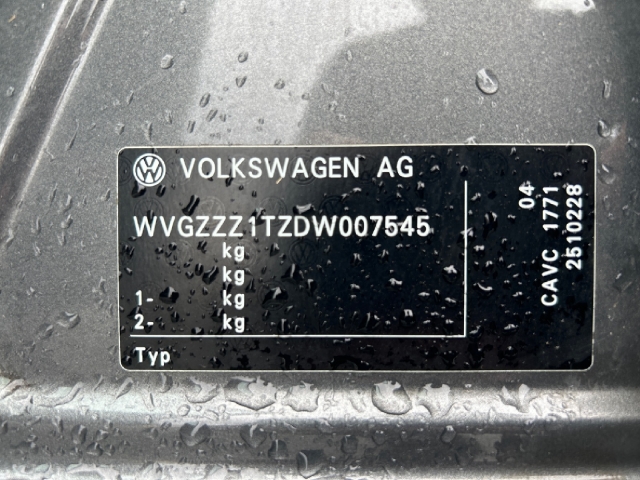 VOLKSWAGEN AG
WVGZZZ1TZDW007545
kg
kg
1- kg
2- kg
Typ
04
CAVC 1771
2510228